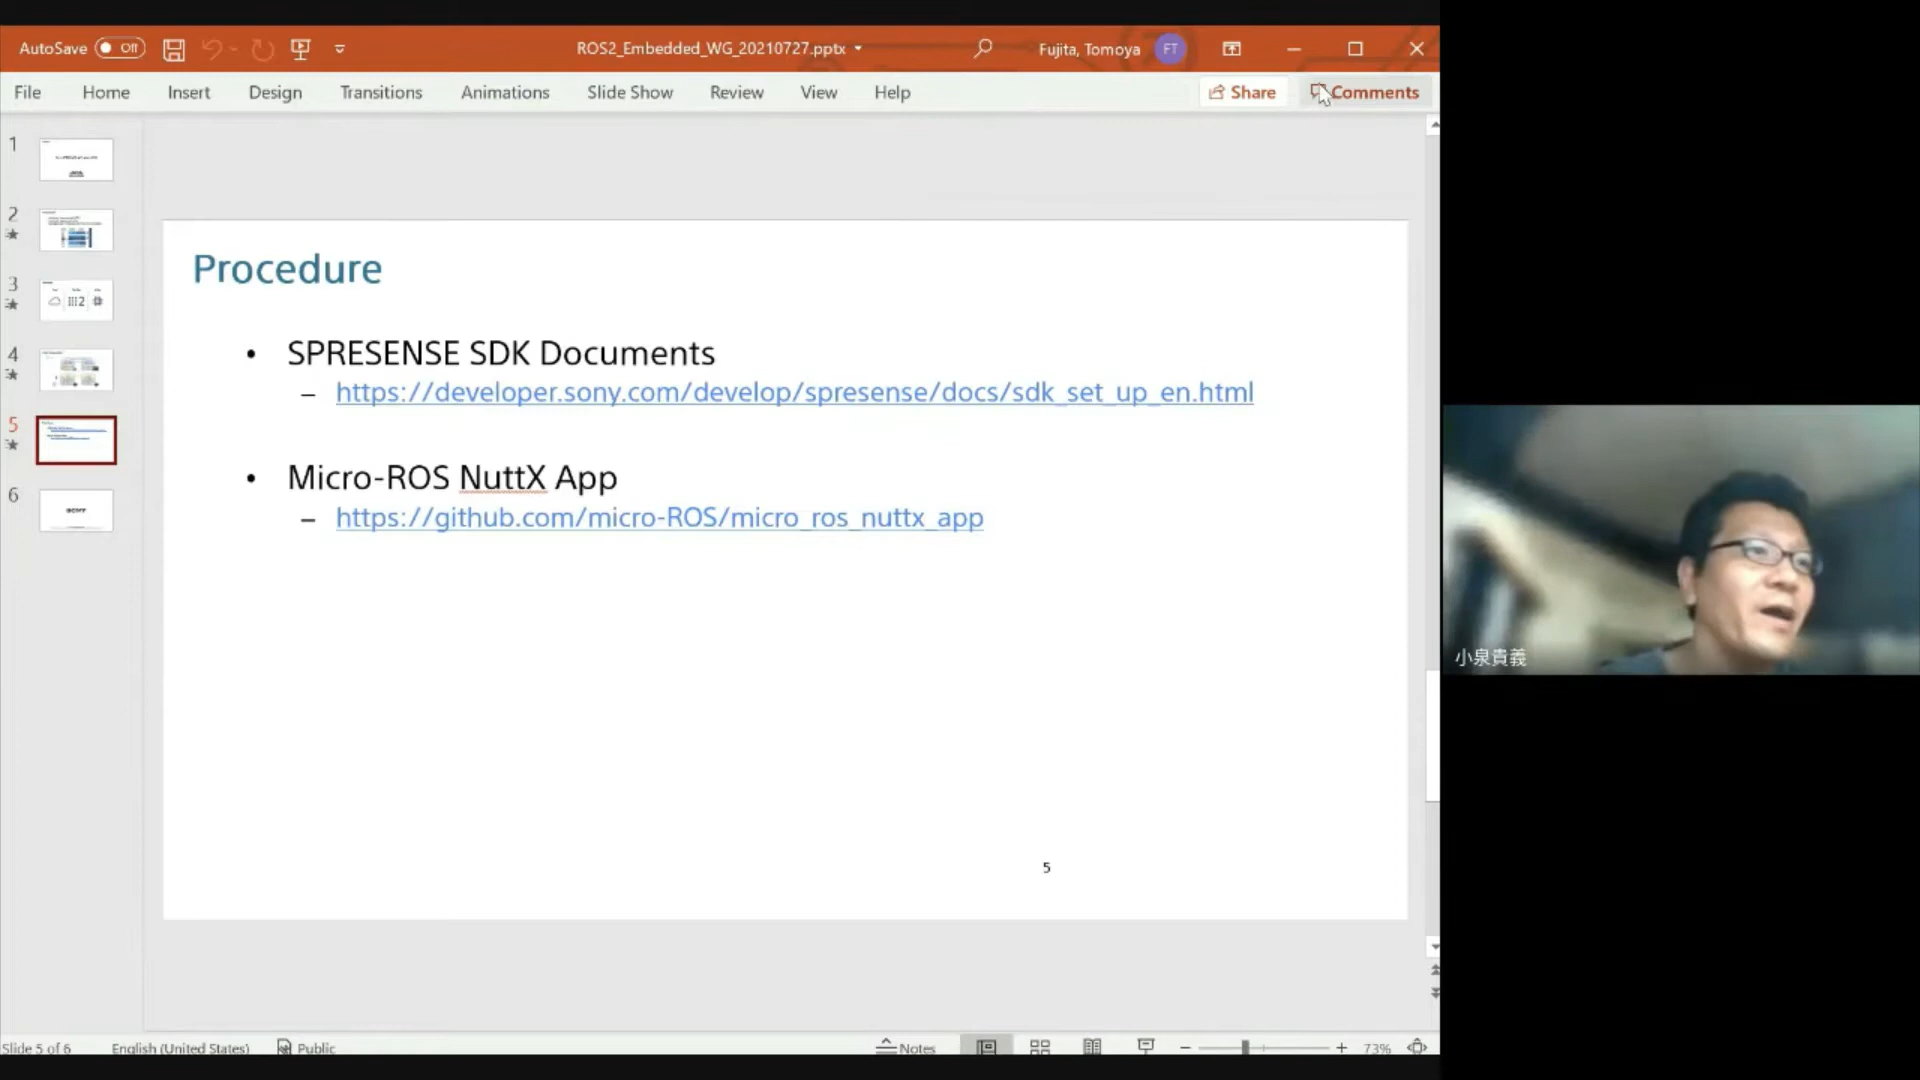 AutoSave Off
ROS2_Embedded_WG_20210727.pptx
Fujita, Tomoya
FT
File
Home
Insert
Design
Transitions
Animations
Slide Show
Review
View
Help
Share
Comments
1
2
3
4
5
6
Procedure
• SPRESENSE SDK Documents
– https://developer.sony.com/develop/spresense/docs/sdk_set_up_en.html
• Micro-ROS NuttX App
– https://github.com/micro-ROS/micro_ros_nuttx_app
5
小泉貴義
Slide 5 of 6
English (United States)
Public
Notes
73%